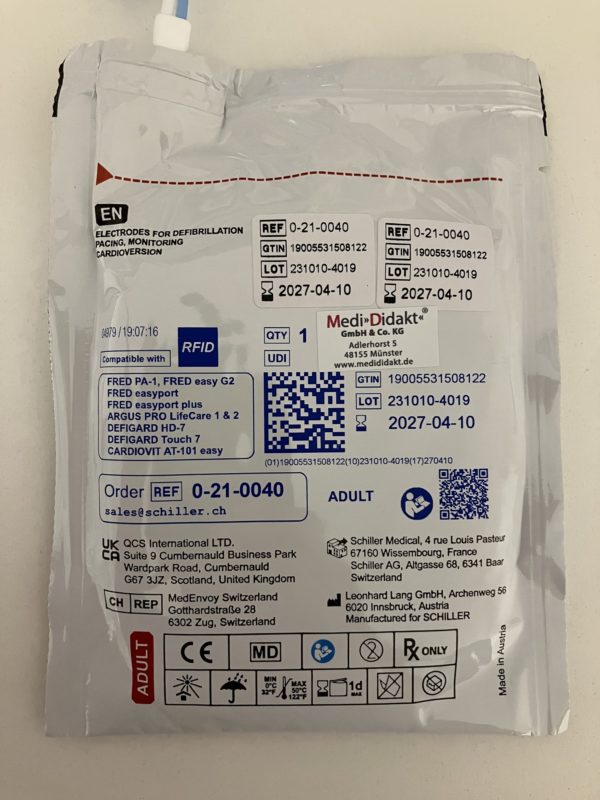 EN
ELECTRODES FOR DEFIBRILLATION
PACING, MONITORING
CARDIOVERSION
REF 0-21-0040
GTIN 19005531508122
LOT 231010-4019
2027-04-10
REF 0-21-0040
GTIN 19005531508122
LOT 231010-4019
2027-04-10
04979 / 19:07:16
Compatible with
RFID
QTY 1
UDI
Medi»Didakt«®
GmbH & Co. KG
Adlerhorst 5
48155 Münster
www.medididakt.de
FRED PA-1, FRED easy G2
FRED easyport
FRED easyport plus
ARGUS PRO LifeCare 1 & 2
DEFIGARD HD-7
DEFIGARD Touch 7
CARDIOVIT AT-101 easy
GTIN 19005531508122
LOT 231010-4019
2027-04-10
(01)19005531508122(10)231010-4019(17)270410
Order REF 0-21-0040
sales@schiller.ch
ADULT
UK
CA
QCS International LTD.
Suite 9 Cumbernauld Business Park
Wardpark Road, Cumbernauld
G67 3JZ, Scotland, United Kingdom
CH REP
MedEnvoy Switzerland
Gotthardstraße 28
6302 Zug, Switzerland
Schiller Medical, 4 rue Louis Pasteur
67160 Wissembourg, France
Schiller AG, Altgasse 68, 6341 Baar
Switzerland
Leonhard Lang GmbH, Archenweg 56
6020 Innsbruck, Austria
Manufactured for SCHILLER
ADULT
CE
MD
2
Rx ONLY
MIN
0°C
32°F
MAX
50°C
122°F
1d
MAX
Made in Austria